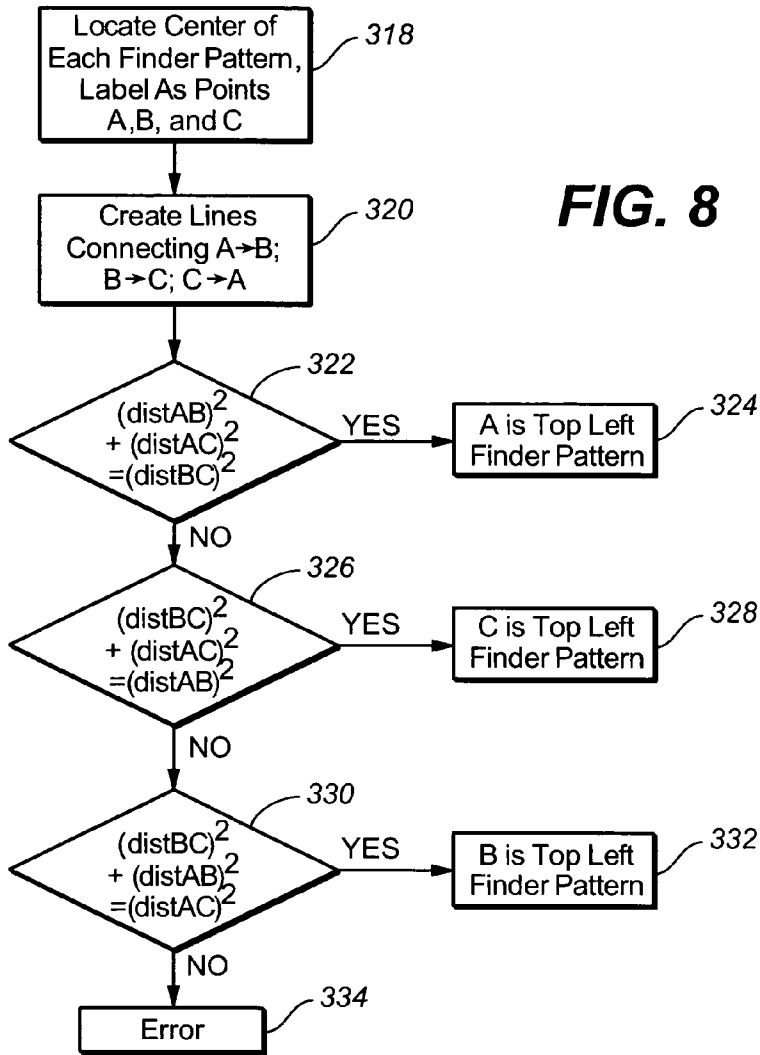 Locate Center of
Each Finder Pattern,
Label As Points
A,B, and C
318
Create Lines
Connecting A→B;
B→C; C→A
320
FIG. 8
(distAB)²
+ (distAC)²
=(distBC)²
322
YES
A is Top Left
Finder Pattern
324
NO
(distBC)²
+ (distAC)²
=(distAB)²
326
YES
C is Top Left
Finder Pattern
328
NO
(distBC)²
+ (distAB)²
=(distAC)²
330
YES
B is Top Left
Finder Pattern
332
NO
Error
334